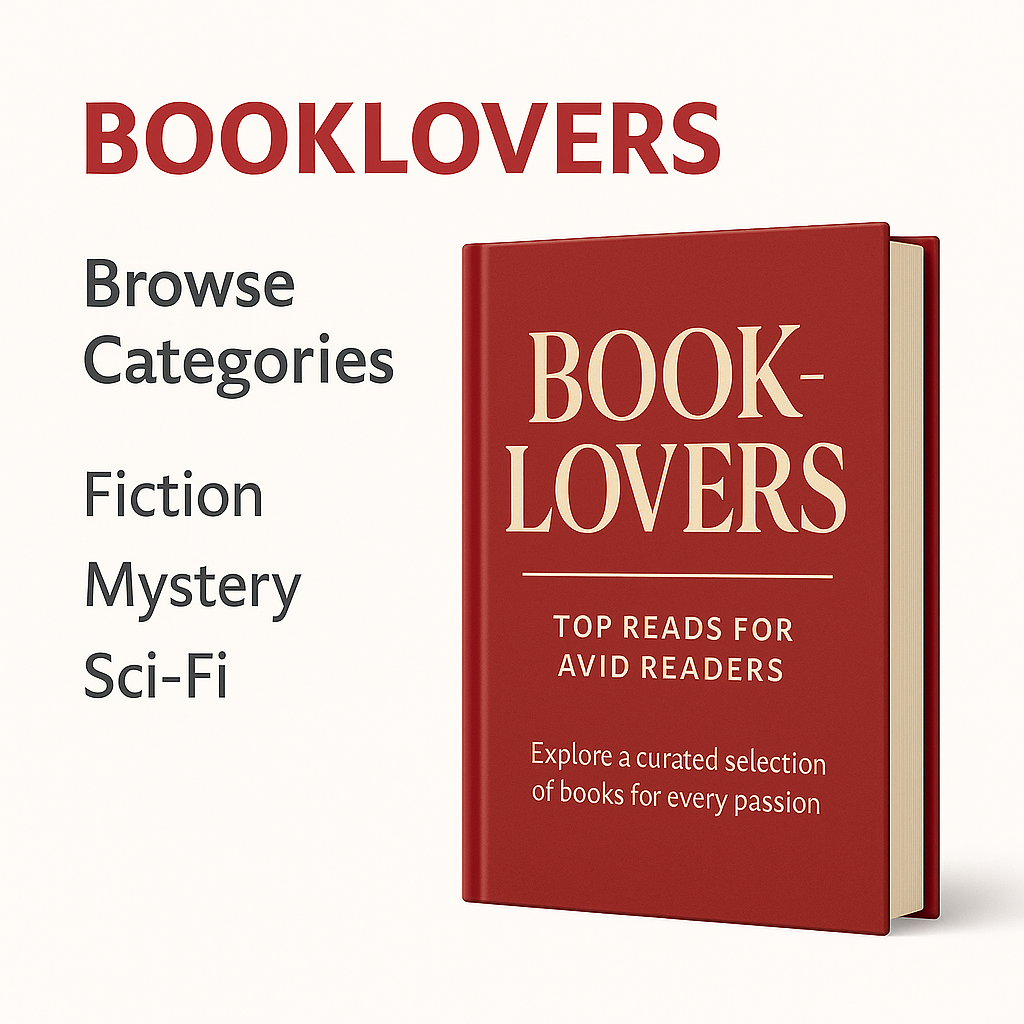 BOOKLOVERS
Browse
Categories
Fiction
Mystery
Sci-Fi
BOOK-
LOVERS
TOP READS FOR
AVID READERS
Explore a curated selection
of books for every passion